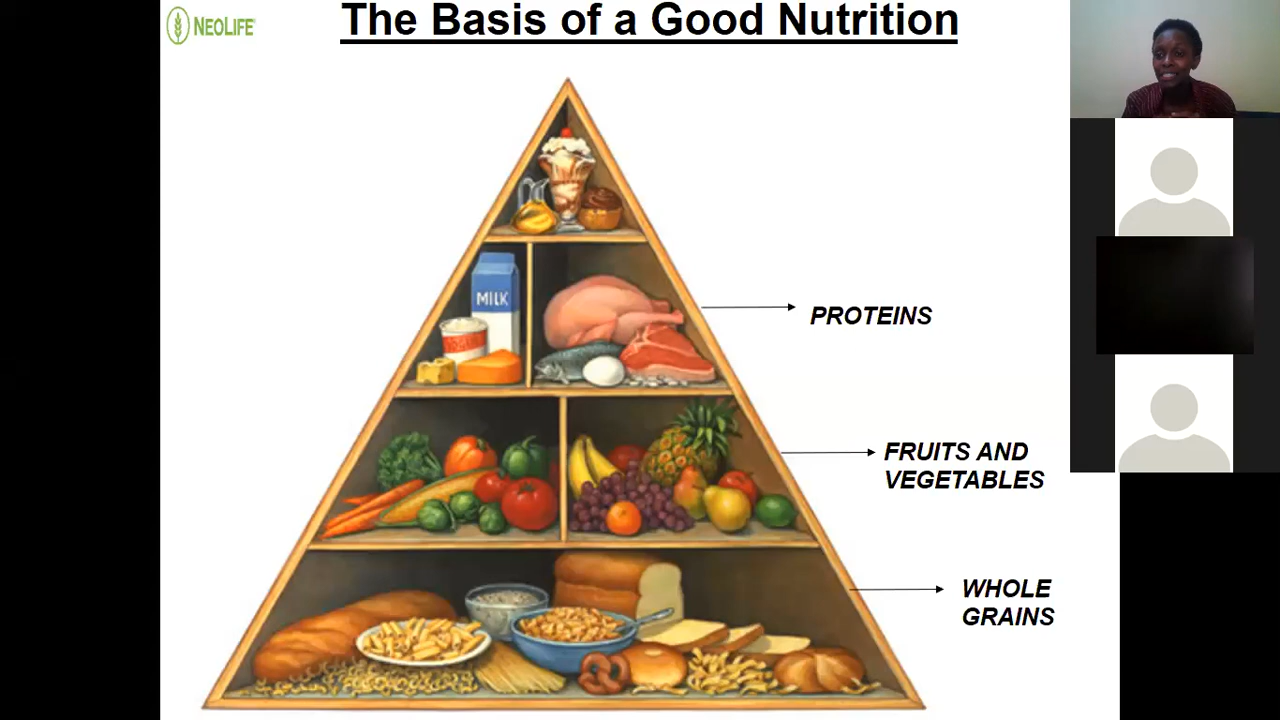 The Basis of a Good Nutrition
NEOLIFE
MILK
PROTEINS
FRUITS AND
VEGETABLES
WHOLE
GRAINS